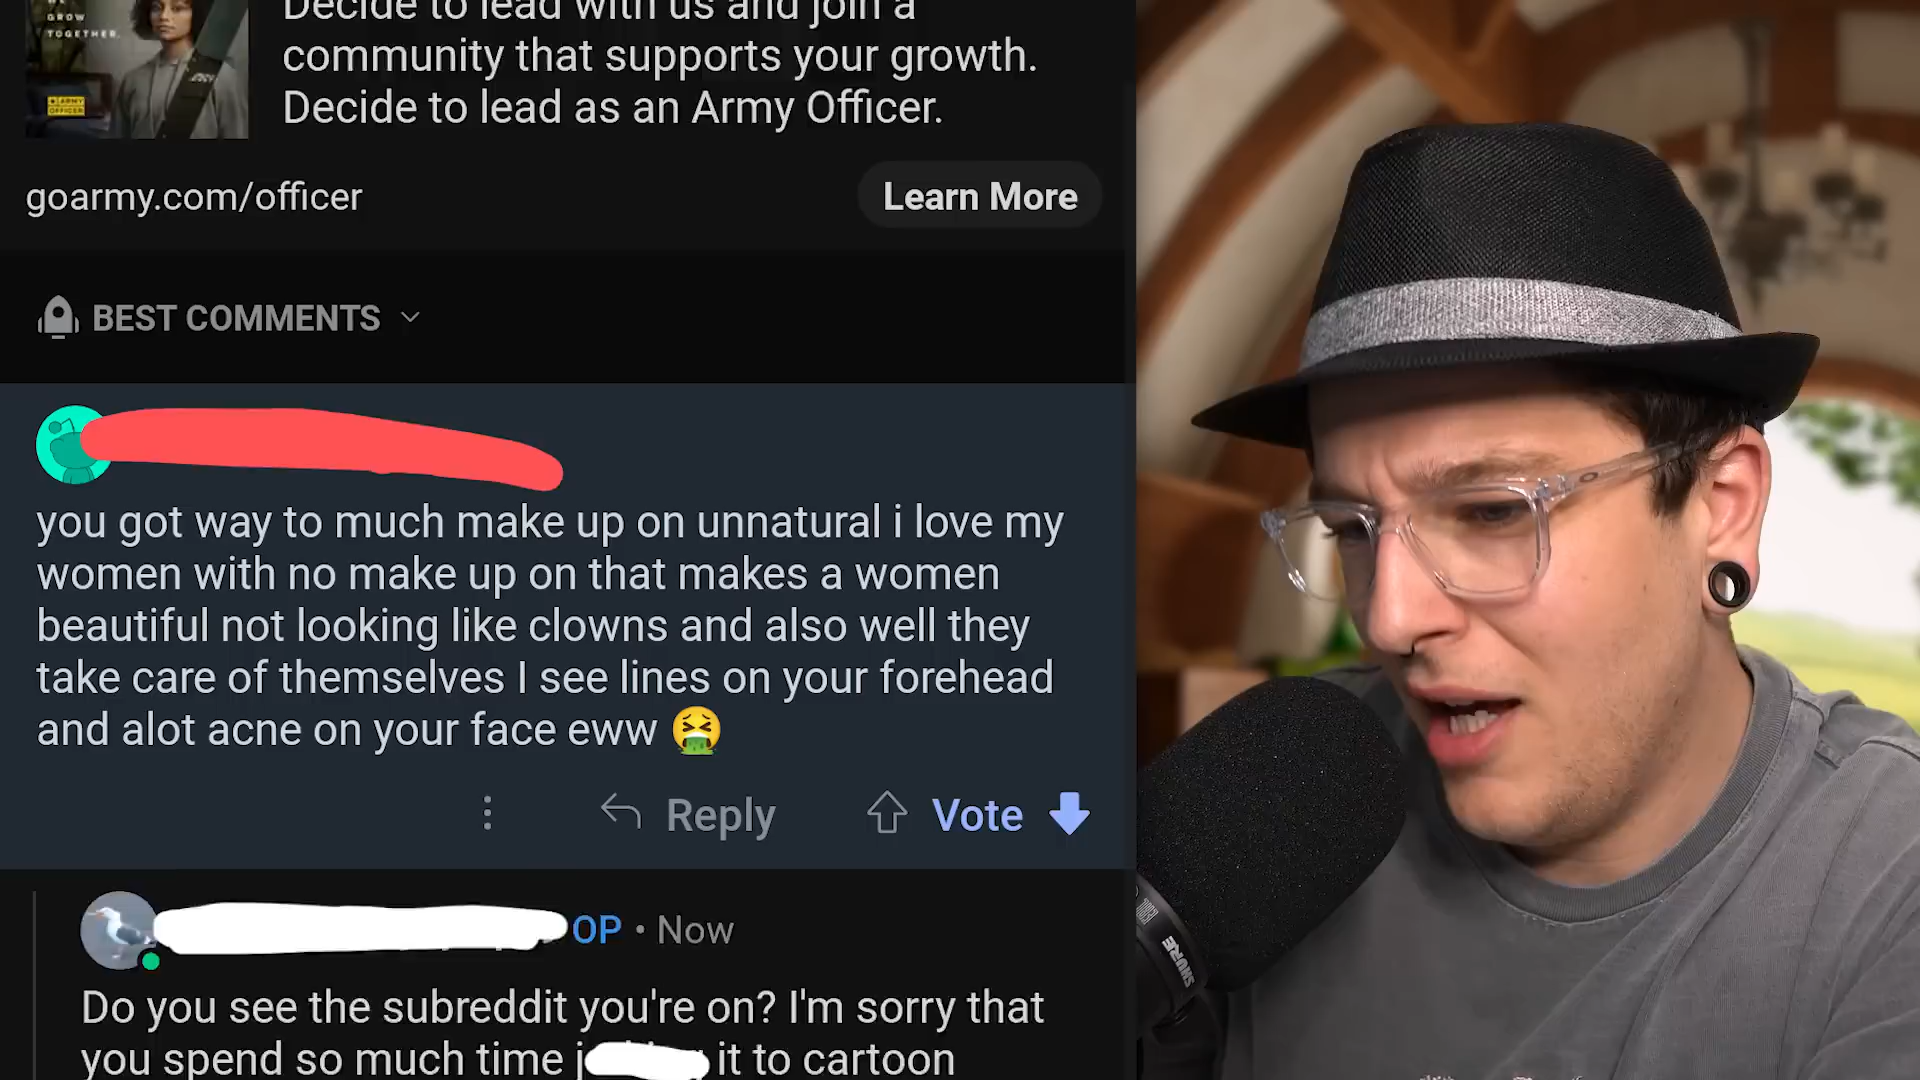 GROW
TOGETHER.
ARMY
OFFICER
Decide to lead with us and join a
community that supports your growth.
Decide to lead as an Army Officer.
goarmy.com/officer
Learn More
BEST COMMENTS
you got way to much make up on unnatural i love my
women with no make up on that makes a women
beautiful not looking like clowns and also well they
take care of themselves I see lines on your forehead
and alot acne on your face eww 🤮
Reply
Vote
OP • Now
Do you see the subreddit you're on? I'm sorry that
you spend so much time j it to cartoon
SHURE